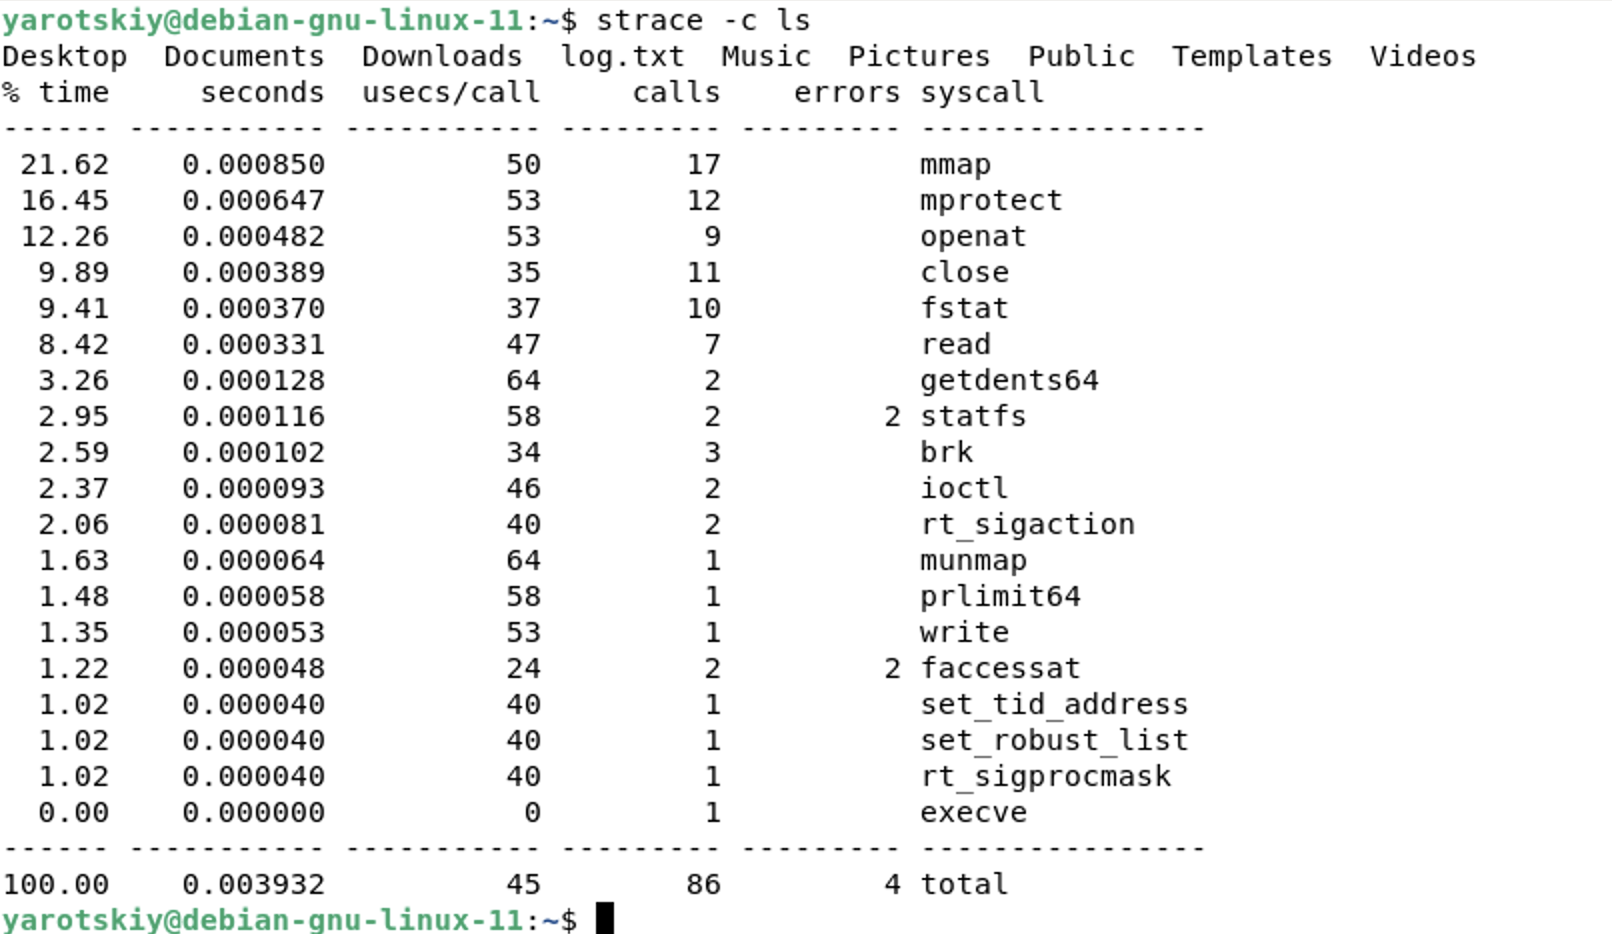 yarotskiy@debian-gnu-linux-11:~$ strace -c ls
Desktop  Documents  Downloads  log.txt  Music  Pictures  Public  Templates  Videos
% time     seconds  usecs/call     calls    errors syscall
------ ----------- ----------- --------- --------- ----------------
 21.62    0.000850          50        17           mmap
 16.45    0.000647          53        12           mprotect
 12.26    0.000482          53         9           openat
  9.89    0.000389          35        11           close
  9.41    0.000370          37        10           fstat
  8.42    0.000331          47         7           read
  3.26    0.000128          64         2           getdents64
  2.95    0.000116          58         2         2 statfs
  2.59    0.000102          34         3           brk
  2.37    0.000093          46         2           ioctl
  2.06    0.000081          40         2           rt_sigaction
  1.63    0.000064          64         1           munmap
  1.48    0.000058          58         1           prlimit64
  1.35    0.000053          53         1           write
  1.22    0.000048          24         2         2 faccessat
  1.02    0.000040          40         1           set_tid_address
  1.02    0.000040          40         1           set_robust_list
  1.02    0.000040          40         1           rt_sigprocmask
  0.00    0.000000           0         1           execve
------ ----------- ----------- --------- --------- ----------------
100.00    0.003932          45        86         4 total
yarotskiy@debian-gnu-linux-11:~$